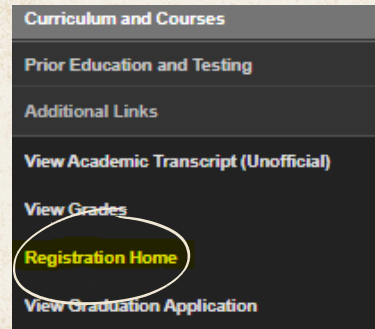 Curriculum and Courses
Prior Education and Testing
Additional Links
View Academic Transcript (Unofficial)
View Grades
Registration Home
View Graduation Application